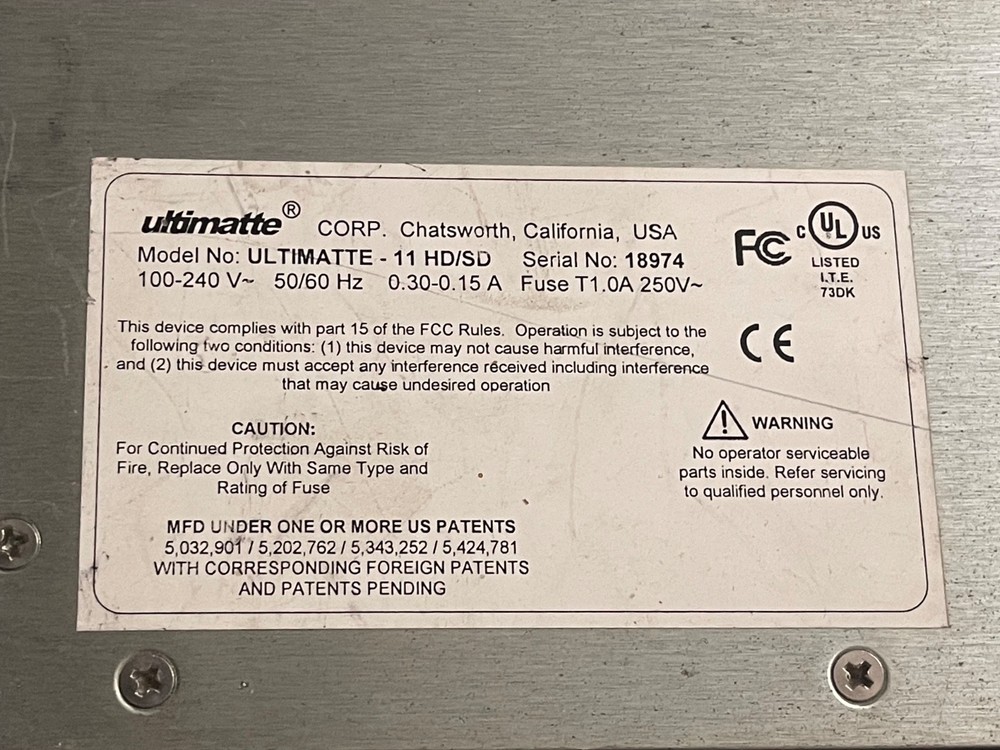 ultimatte® CORP. Chatsworth, California, USA
Model No: ULTIMATTE - 11 HD/SD Serial No: 18974
100-240 V~ 50/60 Hz 0.30-0.15 A Fuse T1.0A 250V~
FC
C UL US
LISTED
I.T.E.
73DK
This device complies with part 15 of the FCC Rules. Operation is subject to the
following two conditions: (1) this device may not cause harmful interference,
and (2) this device must accept any interference received including interference
that may cause undesired operation
CE
CAUTION:
For Continued Protection Against Risk of
Fire, Replace Only With Same Type and
Rating of Fuse
WARNING
No operator serviceable
parts inside. Refer servicing
to qualified personnel only.
MFD UNDER ONE OR MORE US PATENTS
5,032,901 / 5,202,762 / 5,343,252 / 5,424,781
WITH CORRESPONDING FOREIGN PATENTS
AND PATENTS PENDING